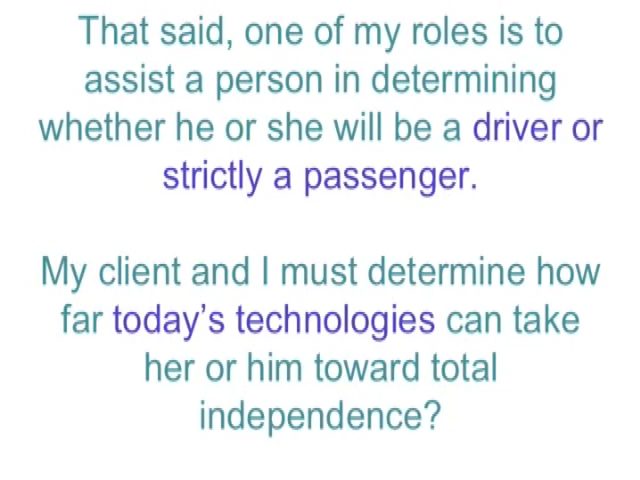 That said, one of my roles is to
assist a person in determining
whether he or she will be a driver or
strictly a passenger.
My client and I must determine how
far today’s technologies can take
her or him toward total
independence?